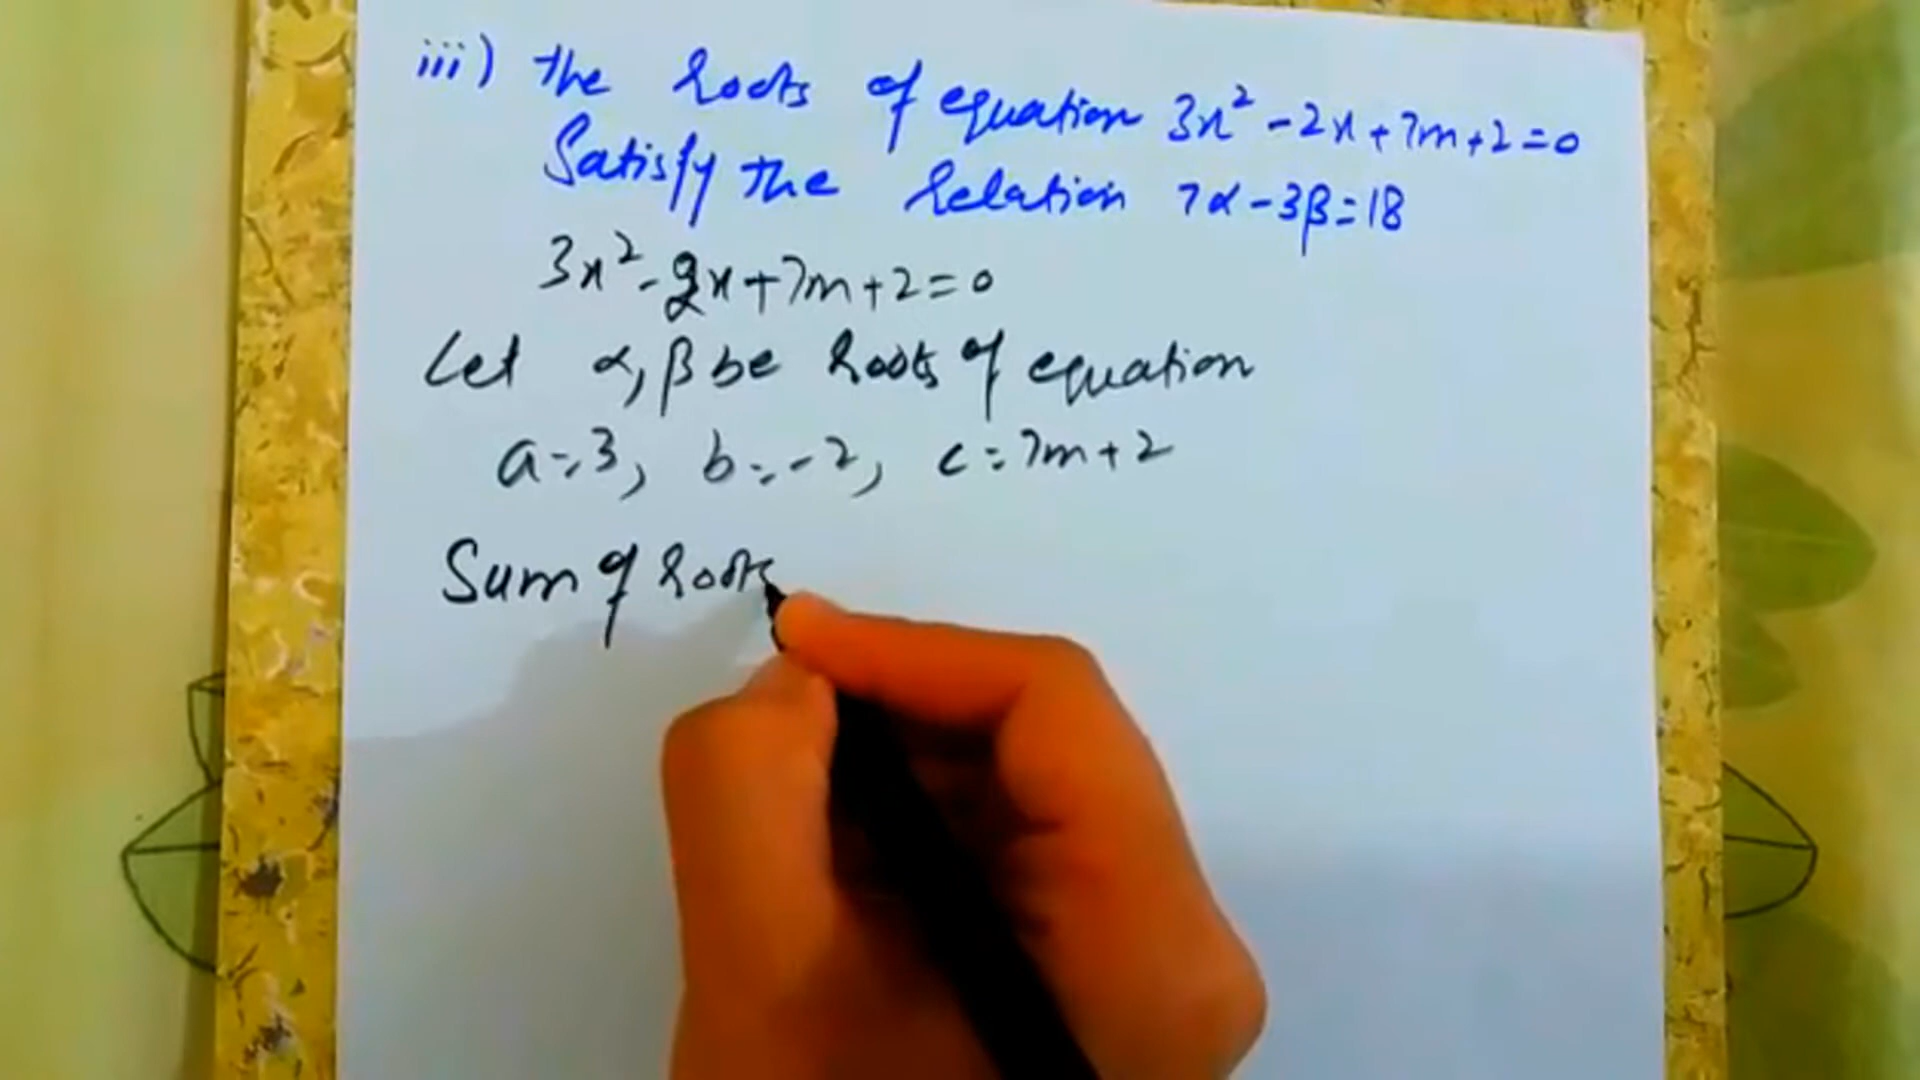 iii) The Roots of equation 3x² - 2x + 7m + 2 = 0
Satisfy the Relation 7α - 3β = 18
3x² - 2x + 7m + 2 = 0
Let α, β be Roots of equation
a = 3, b = -2, c = 7m + 2
Sum of Roots